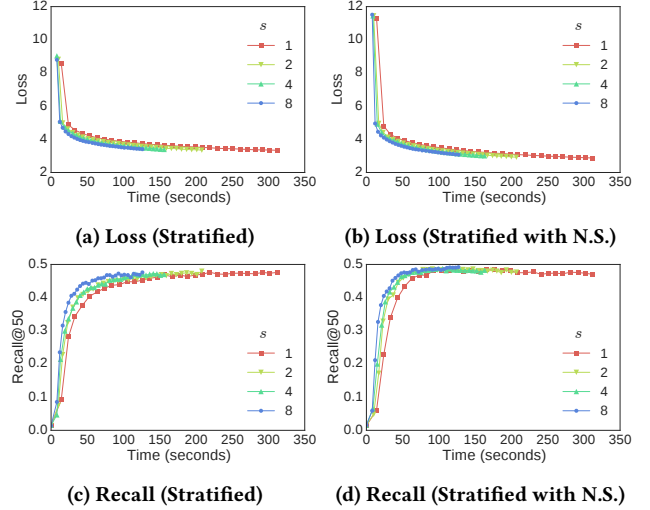 12
10
8
6
4
2
Loss
s
1
2
4
8
0 50 100 150 200 250 300 350
Time (seconds)
(a) Loss (Stratified)
12
10
8
6
4
2
Loss
s
1
2
4
8
0 50 100 150 200 250 300 350
Time (seconds)
(b) Loss (Stratified with N.S.)
0.5
0.4
0.3
0.2
0.1
0.0
Recall@50
s
1
2
4
8
0 50 100 150 200 250 300 350
Time (seconds)
(c) Recall (Stratified)
0.5
0.4
0.3
0.2
0.1
0.0
Recall@50
s
1
2
4
8
0 50 100 150 200 250 300 350
Time (seconds)
(d) Recall (Stratified with N.S.)